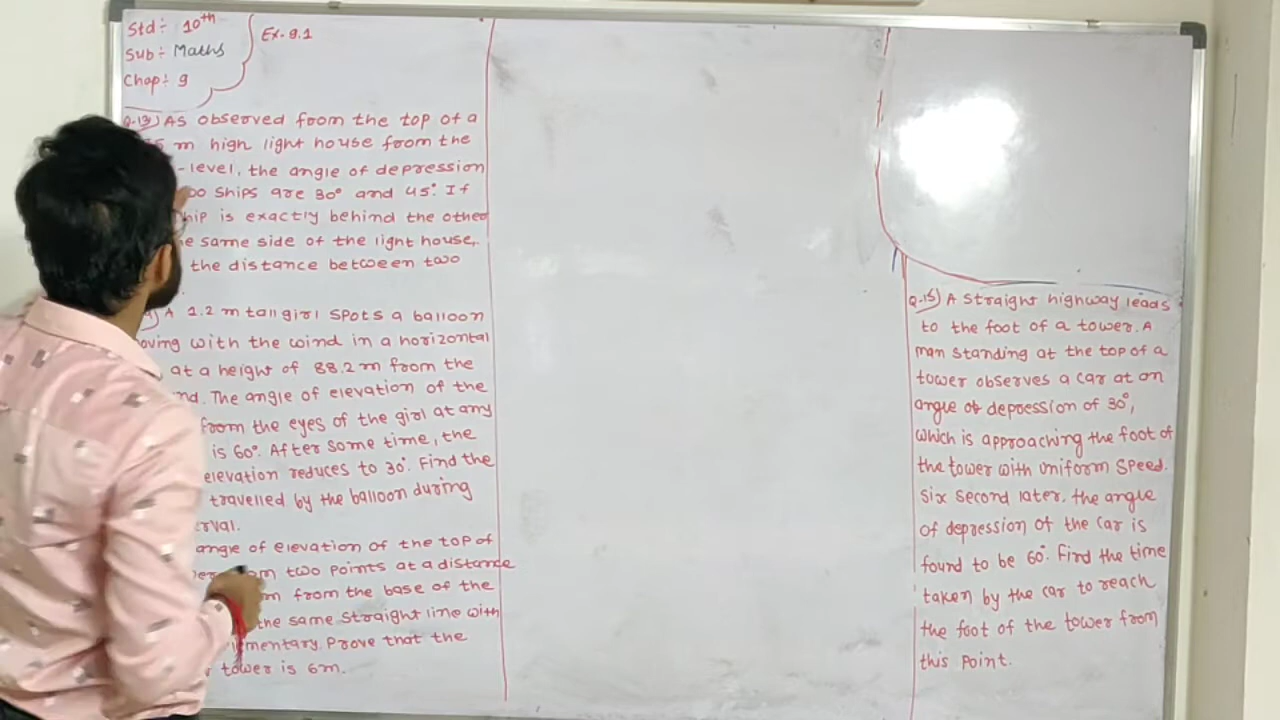 Std:- 10th
Sub:- Maths
Chap:- 9
Ex-9.1
Q-13) As observed from the top of a
m high light house from the
-level, the angle of depression
ships are 30° and 45°. If
is exactly behind the other
same side of the light house,
the distance between two
A 1.2 m tall girl spots a balloon
with the wind in a horizontal
at a height of 88.2 m from the
The angle of elevation of the
from the eyes of the girl at any
is 60°. After some time, the
elevation reduces to 30°. Find the
travelled by the balloon during
angle of elevation of the top of
two points at a distance
m from the base of the
the same straight line with
Prove that the
tower is 6m.
Q-15) A straight highway leads
to the foot of a tower. A
man standing at the top of a
tower observes a car at an
angle of depression of 30°,
which is approaching the foot of
the tower with uniform speed.
Six second later, the angle
of depression of the car is
found to be 60°. Find the time
taken by the car to reach
the foot of the tower from
this point.